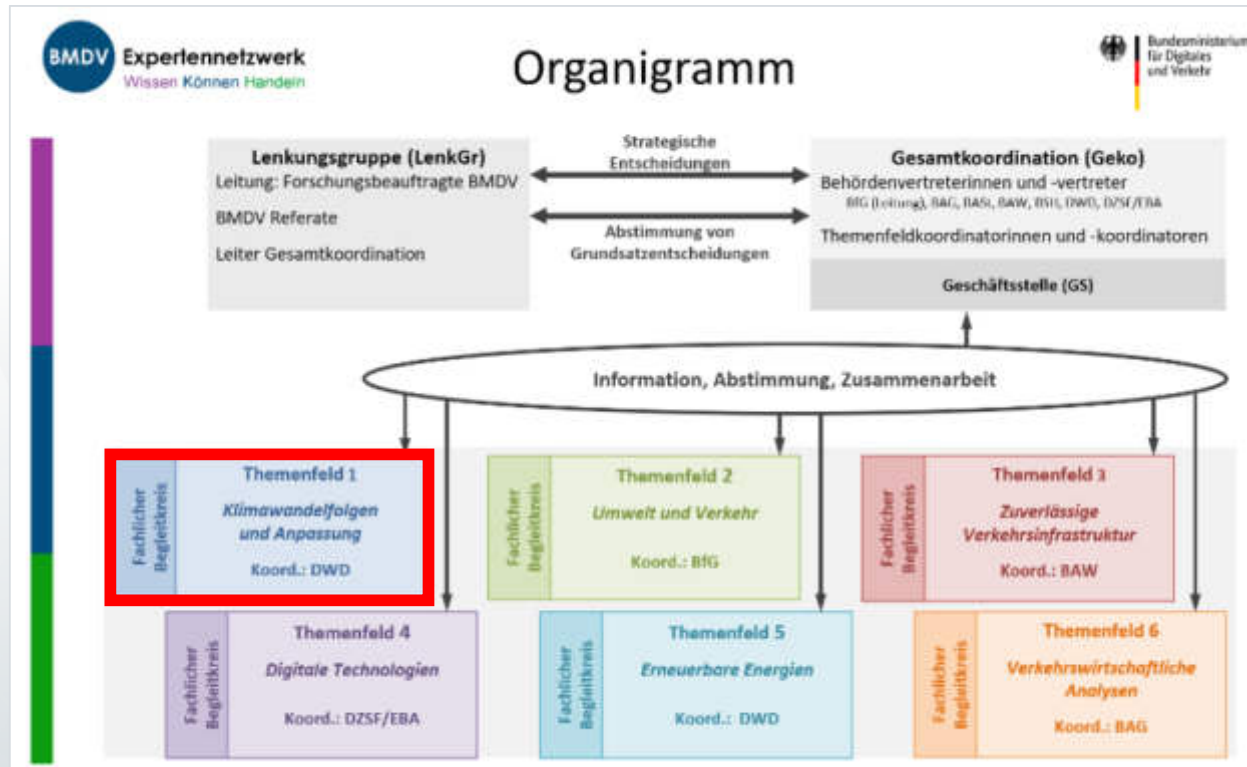 BMDV Expertennetzwerk
Wissen Können Handeln
Organigramm
Bundesministerium
für Digitales
und Verkehr
Lenkungsgruppe (LenkGr)
Leitung: Forschungsbeauftragte BMDV
BMDV Referate
Leiter Gesamtkoordination
Strategische
Entscheidungen
Abstimmung von
Grundsatzentscheidungen
Gesamtkoordination (Geko)
Behördenvertreterinnen und -vertreter
BfG (Leitung), BAG, BASt, BAW, BSH, DWD, DZSF/EBA
Themenfeldkoordinatorinnen und -koordinatoren
Geschäftsstelle (GS)
Information, Abstimmung, Zusammenarbeit
Fachlicher
Begleitkreis
Themenfeld 1
Klimawandelfolgen
und Anpassung
Koord.: DWD
Fachlicher
Begleitkreis
Themenfeld 2
Umwelt und Verkehr
Koord.: BfG
Fachlicher
Begleitkreis
Themenfeld 3
Zuverlässige
Verkehrsinfrastruktur
Koord.: BAW
Fachlicher
Begleitkreis
Themenfeld 4
Digitale Technologien
Koord.: DZSF/EBA
Fachlicher
Begleitkreis
Themenfeld 5
Erneuerbare Energien
Koord.: DWD
Fachlicher
Begleitkreis
Themenfeld 6
Verkehrswirtschaftliche
Analysen
Koord.: BAG